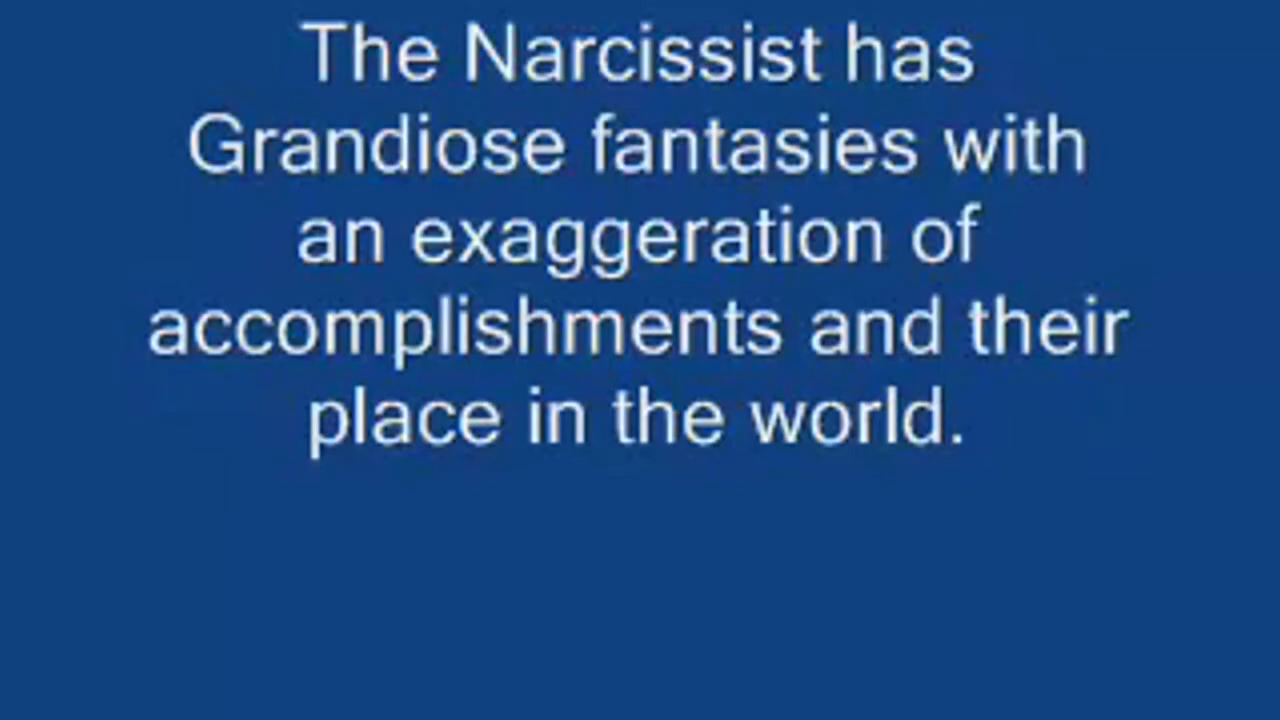 The Narcissist has
Grandiose fantasies with
an exaggeration of
accomplishments and their
place in the world.